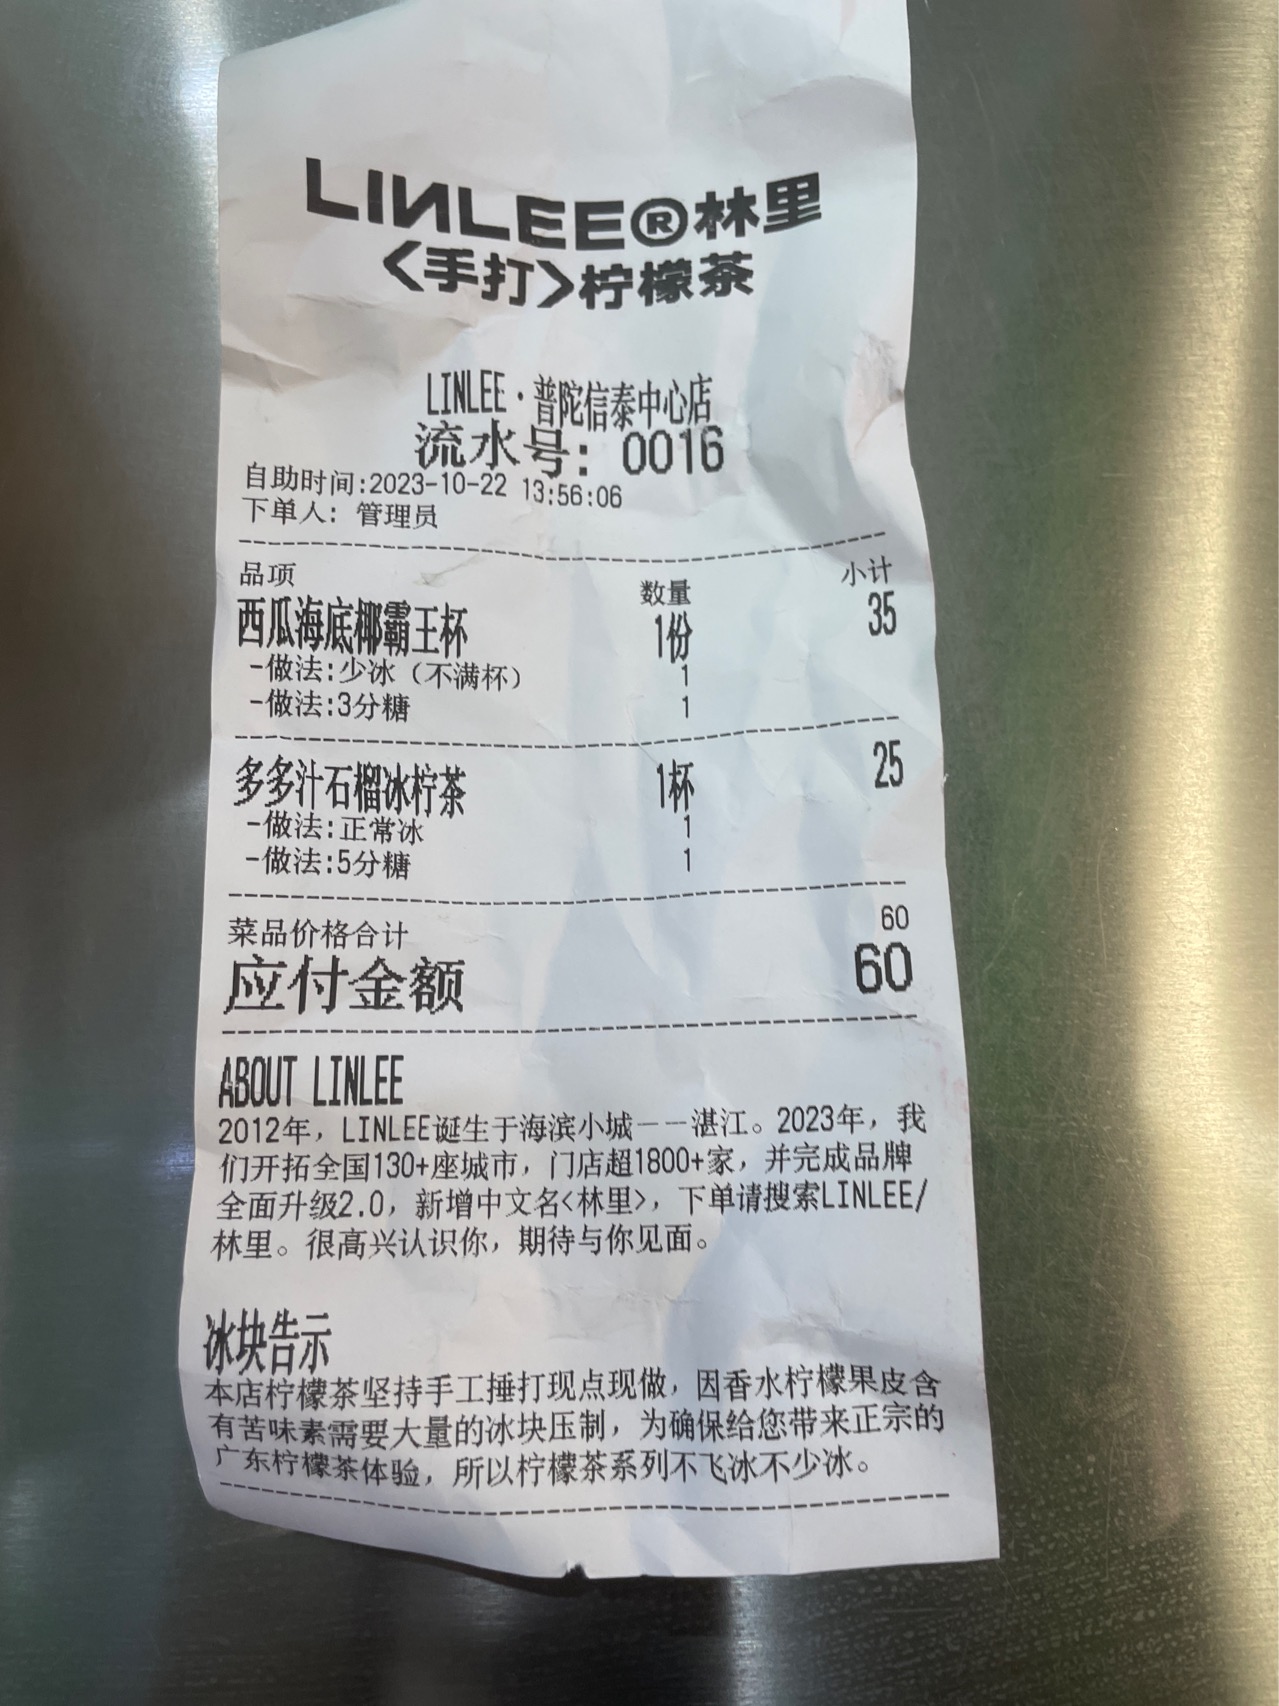 LINLEE®林里
<手打>柠檬茶
LINLEE·普陀信泰中心店
流水号: 0016
自助时间:2023-10-22 13:56:06
下单人: 管理员
品项 数量 小计
西瓜海底椰霸王杯 1份 35
-做法:少冰（不满杯） 1
-做法:3分糖 1
多多汁石榴冰柠茶 1杯 25
-做法:正常冰 1
-做法:5分糖 1
菜品价格合计 60
应付金额 60
ABOUT LINLEE
2012年，LINLEE诞生于海滨小城——湛江。2023年，我
们开拓全国130+座城市，门店超1800+家，并完成品牌
全面升级2.0，新增中文名<林里>，下单请搜索LINLEE/
林里。很高兴认识你，期待与你见面。
冰块告示
本店柠檬茶坚持手工捶打现点现做，因香水柠檬果皮含
有苦味素需要大量的冰块压制，为确保给您带来正宗的
广东柠檬茶体验，所以柠檬茶系列不飞冰不少冰。